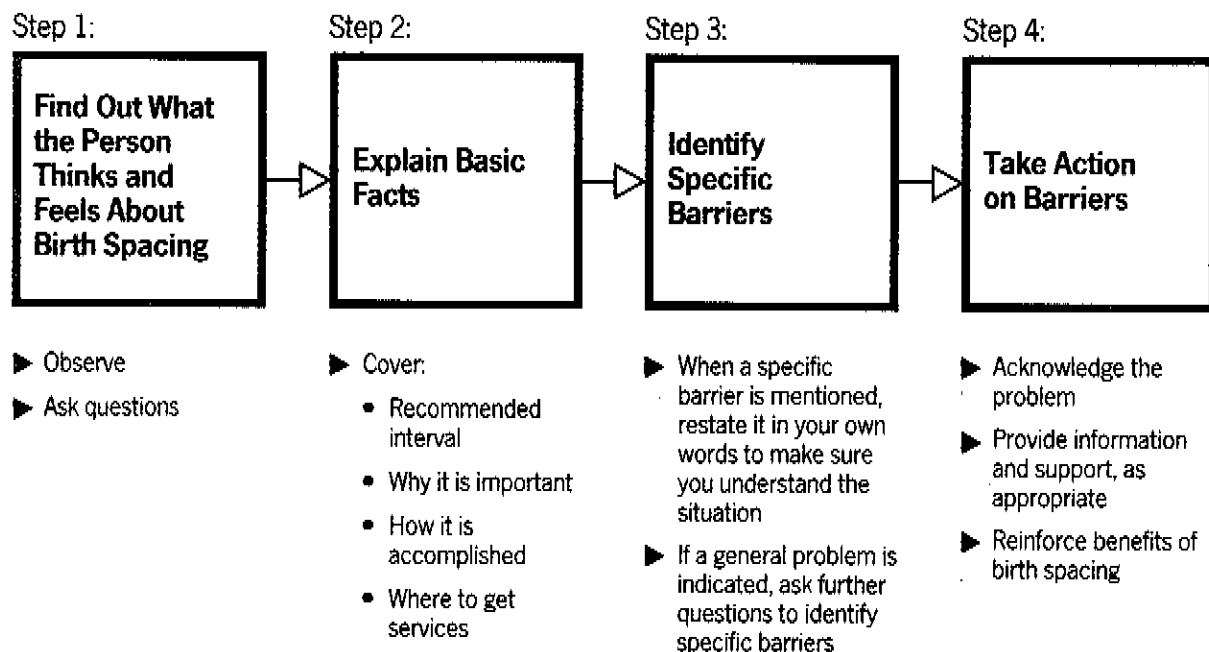 Step 1:
Find Out What
the Person
Thinks and
Feels About
Birth Spacing
▶ Observe
▶ Ask questions
Step 2:
Explain Basic
Facts
▶ Cover:
• Recommended
interval
• Why it is important
• How it is
accomplished
• Where to get
services
Step 3:
Identify
Specific
Barriers
▶ When a specific
barrier is mentioned,
restate it in your own
words to make sure
you understand the
situation
▶ If a general problem is
indicated, ask further
questions to identify
specific barriers
Step 4:
Take Action
on Barriers
▶ Acknowledge the
problem
▶ Provide information
and support, as
appropriate
▶ Reinforce benefits of
birth spacing